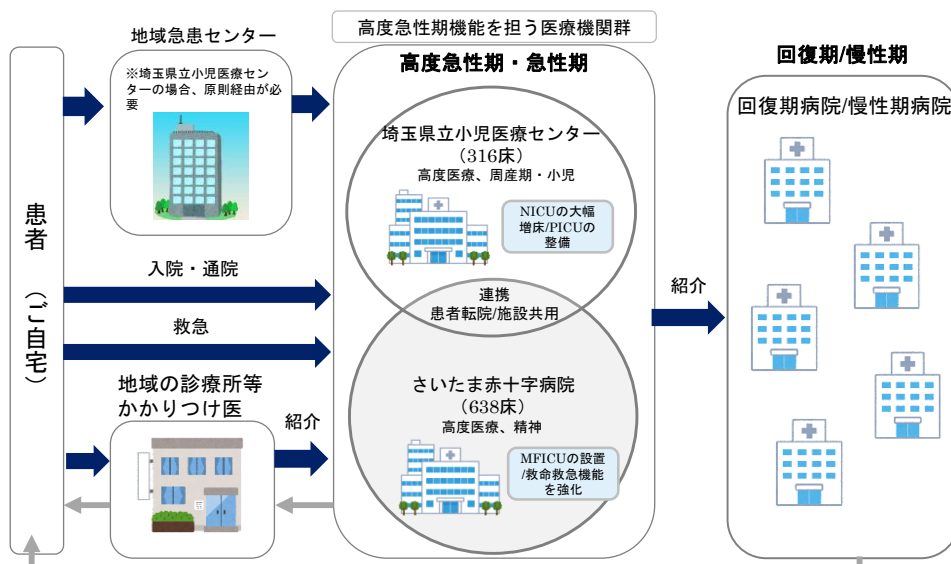 高度急性期機能を担う医療機関群
地域急患センター
※埼玉県立小児医療セン
ターの場合、原則経由が必
要
高度急性期・急性期
回復期/慢性期
回復期病院/慢性期病院
埼玉県立小児医療センター
（316床）
高度医療、周産期・小児
NICUの大幅
増床/PICUの
整備
患者（ご自宅）
入院・通院
連携
患者転院/施設共用
紹介
救急
地域の診療所等
かかりつけ医
紹介
さいたま赤十字病院
（638床）
高度医療、精神
MFICUの設置
/救命救急機能
を強化